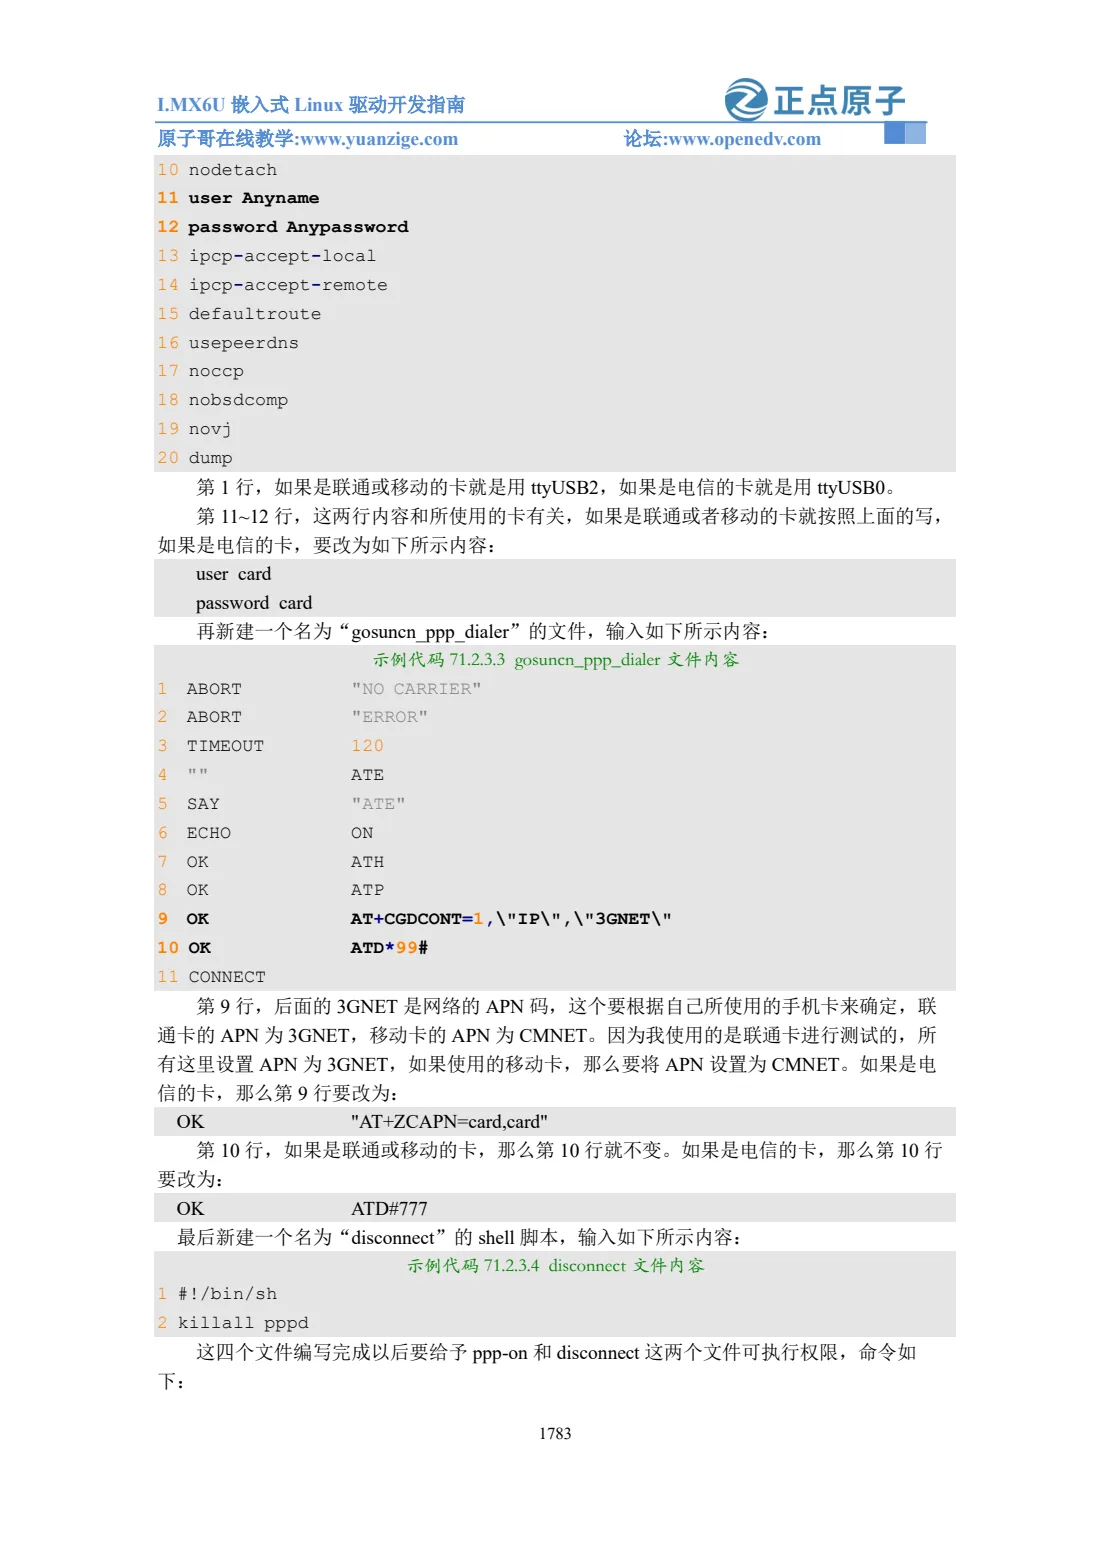 I.MX6U 嵌入式 Linux 驱动开发指南
正点原子
原子哥在线教学:www.yuanzige.com 论坛:www.openedv.com
10 nodetach
11 user Anyname
12 password Anypassword
13 ipcp-accept-local
14 ipcp-accept-remote
15 defaultroute
16 usepeerdns
17 noccp
18 nobsdcomp
19 novj
20 dump
第 1 行，如果是联通或移动的卡就是用 ttyUSB2，如果是电信的卡就是用 ttyUSB0。
第 11~12 行，这两行内容和所使用的卡有关，如果是联通或者移动的卡就按照上面的写，
如果是电信的卡，要改为如下所示内容：
user card
password card
再新建一个名为“gosuncn_ppp_dialer”的文件，输入如下所示内容：
示例代码 71.2.3.3 gosuncn_ppp_dialer 文件内容
1 ABORT "NO CARRIER"
2 ABORT "ERROR"
3 TIMEOUT 120
4 "" ATE
5 SAY "ATE"
6 ECHO ON
7 OK ATH
8 OK ATP
9 OK AT+CGDCONT=1,\"IP\",\"3GNET\"
10 OK ATD*99#
11 CONNECT
第 9 行，后面的 3GNET 是网络的 APN 码，这个要根据自己所使用的手机卡来确定，联
通卡的 APN 为 3GNET，移动卡的 APN 为 CMNET。因为我使用的是联通卡进行测试的，所
有这里设置 APN 为 3GNET，如果使用的移动卡，那么要将 APN 设置为 CMNET。如果是电
信的卡，那么第 9 行要改为：
OK "AT+ZCAPN=card,card"
第 10 行，如果是联通或移动的卡，那么第 10 行就不变。如果是电信的卡，那么第 10 行
要改为：
OK ATD#777
最后新建一个名为“disconnect”的 shell 脚本，输入如下所示内容：
示例代码 71.2.3.4 disconnect 文件内容
1 #!/bin/sh
2 killall pppd
这四个文件编写完成以后要给予 ppp-on 和 disconnect 这两个文件可执行权限，命令如
下：
1783